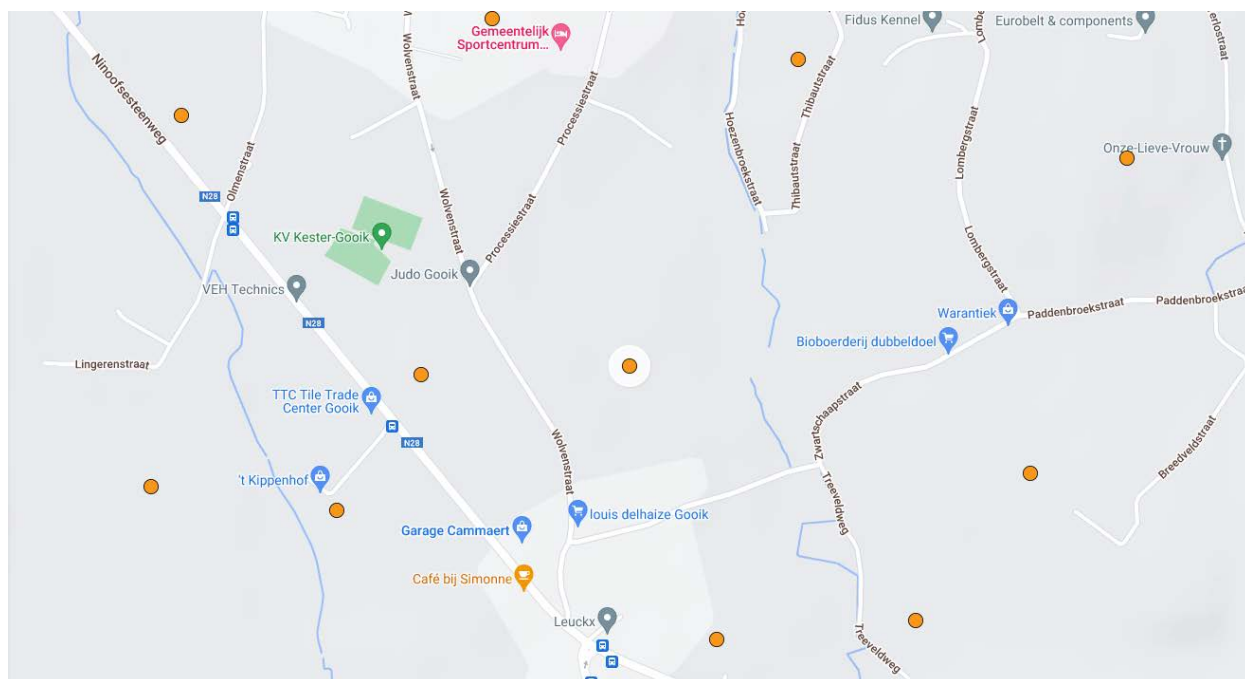 Gemeentelijk
Sportcentrum...
Fidus Kennel
Eurobelt & components
Ninoofsesteenweg
Wolvenstraat
Processiestraat
Thibautstraat
Hoezenbroekstraat
Thibautstraat
Lombergstraat
Onze-Lieve-Vrouw
Olmenstraat
N28
Wolvenstraat
Processiestraat
KV Kester-Gooik
Judo Gooik
Lombergstraat
VEH Technics
N28
Warantiek
Paddenbroekstraat
Paddenbroekstraat
Bioboerderij dubbeldoel
Lingerenstraat
TTC Tile Trade
Center Gooik
Zwartschaapstraat
N28
Wolvenstraat
Breedveldstraat
't Kippenhof
louis delhaize Gooik
Treeveldweg
Garage Cammaert
Café bij Simonne
Leuckx
Treeveldweg